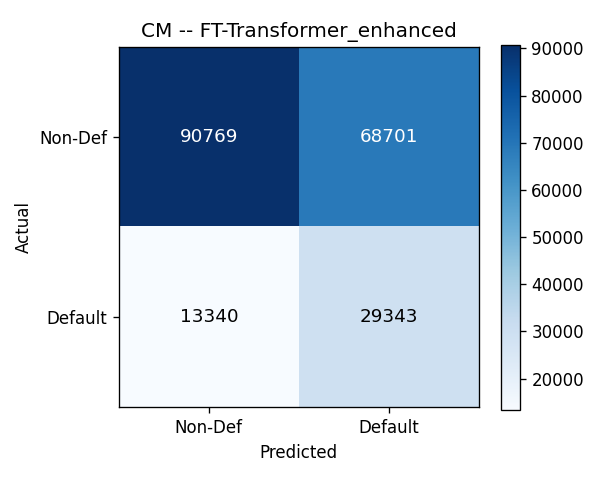 CM -- FT-Transformer_enhanced
Actual
Non-Def
Default
90769
68701
13340
29343
Non-Def
Default
Predicted
90000
80000
70000
60000
50000
40000
30000
20000